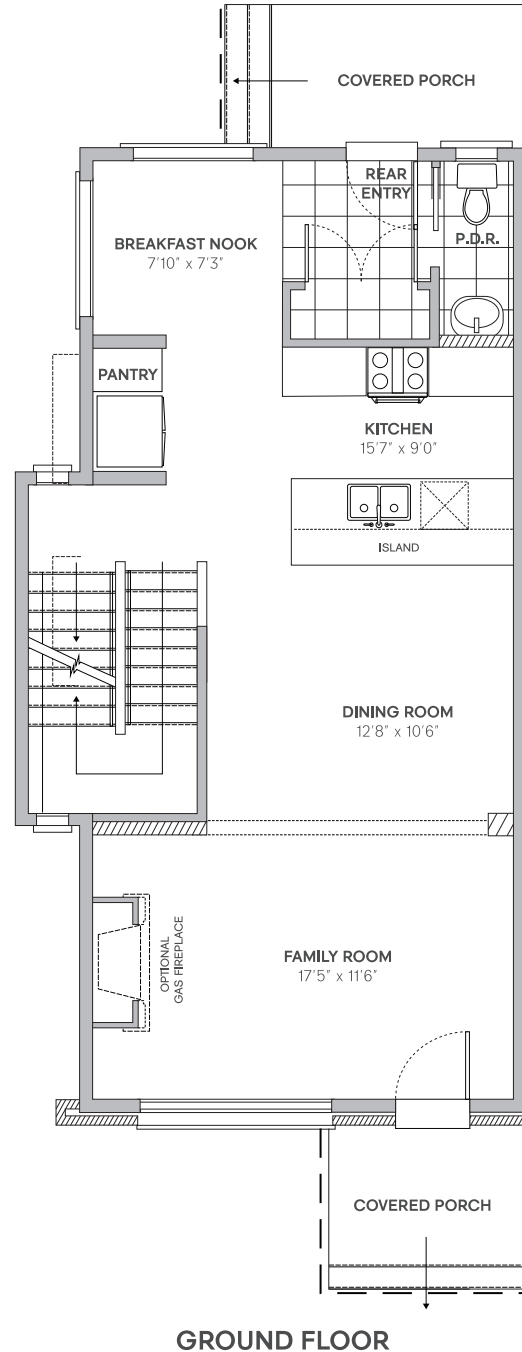 COVERED PORCH
REAR
ENTRY
P.D.R.
BREAKFAST NOOK
7'10" x 7'3"
PANTRY
KITCHEN
15'7" x 9'0"
ISLAND
DINING ROOM
12'8" x 10'6"
OPTIONAL
GAS FIREPLACE
FAMILY ROOM
17'5" x 11'6"
COVERED PORCH
GROUND FLOOR